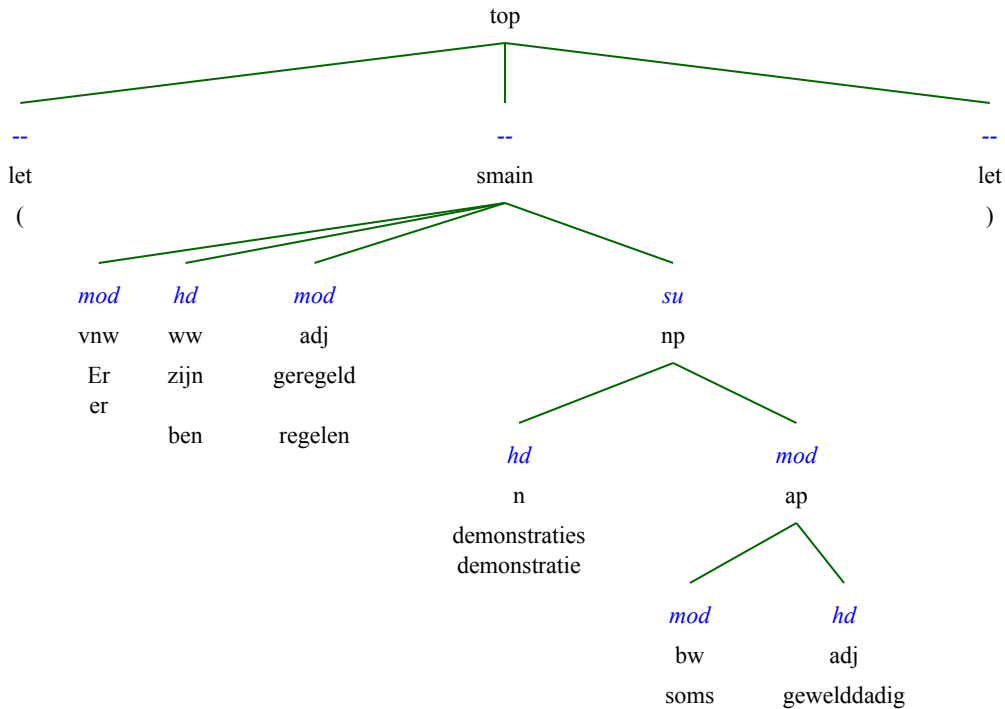 top
-- -- --
let smain let
( )
mod hd mod su
vnw ww adj np
Er zijn geregeld
er
ben regelen
hd mod
n ap
demonstraties
demonstratie
mod hd
bw adj
soms gewelddadig